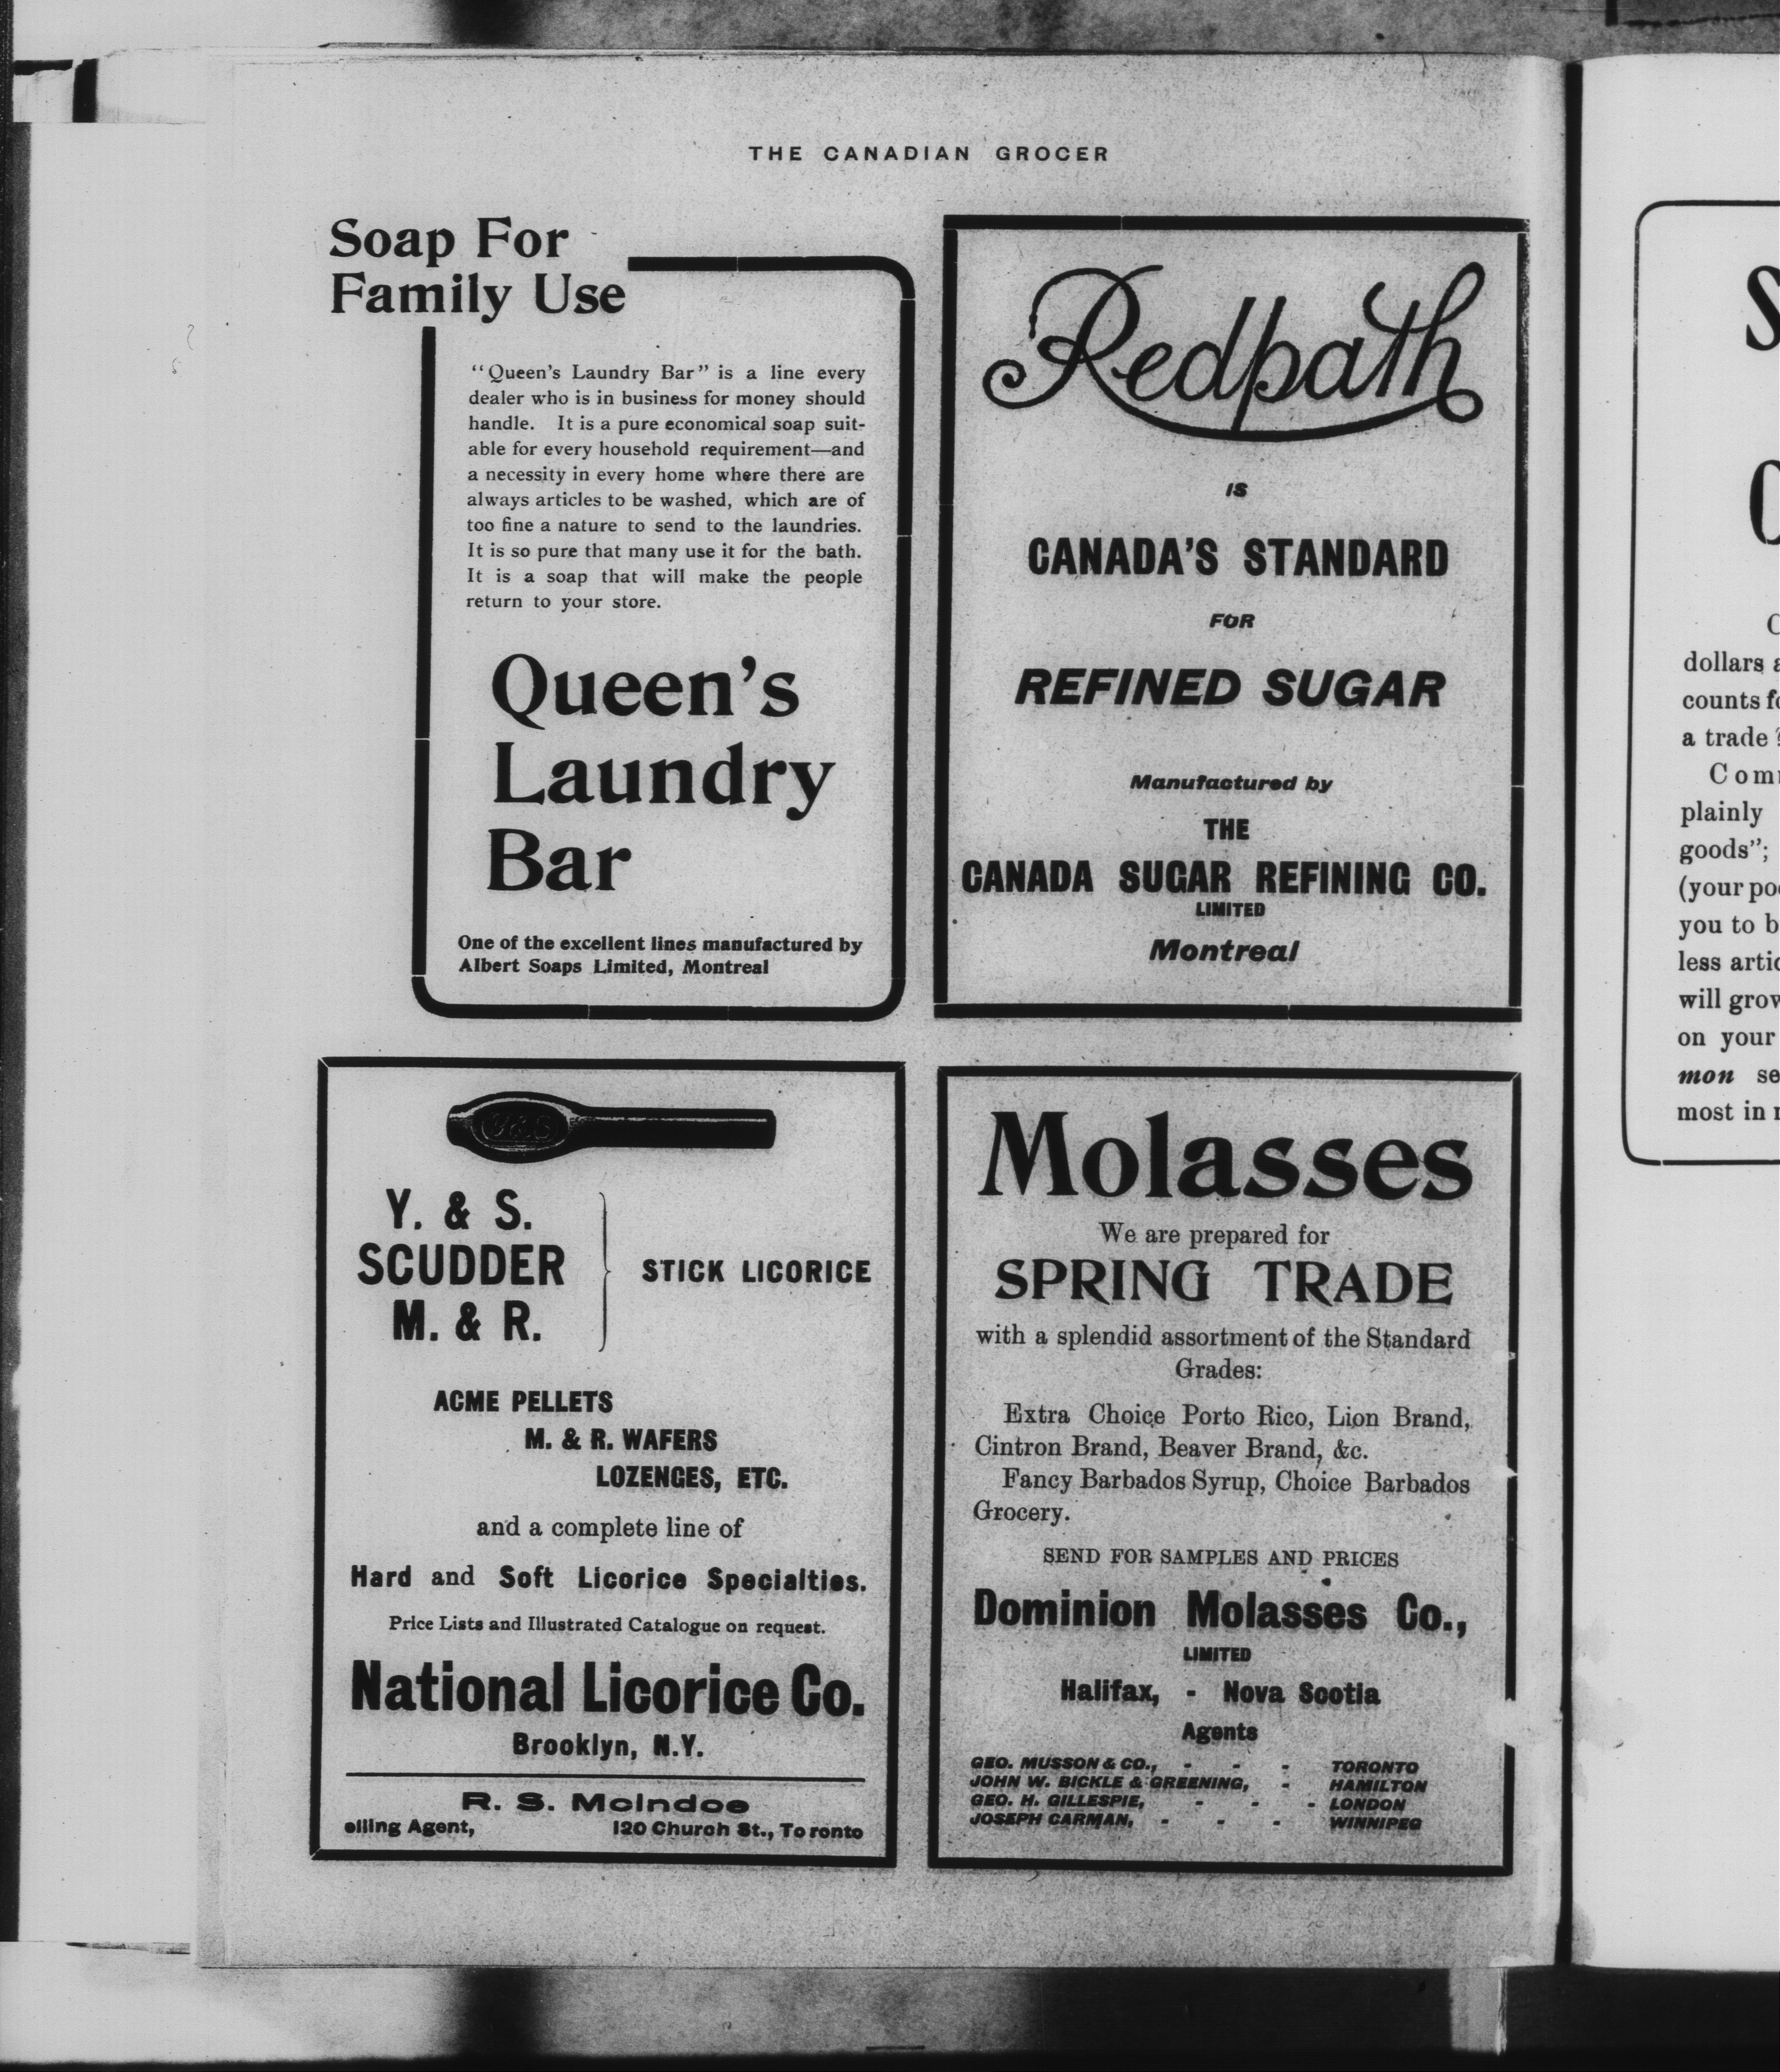 THE CANADIAN GROCER
Soap For
Family Use
"Queen's Laundry Bar" is a line every
dealer who is in business for money should
handle. It is a pure economical soap suit-
able for every household requirement—and
a necessity in every home where there are
always articles to be washed, which are of
too fine a nature to send to the laundries.
It is so pure that many use it for the bath.
It is a soap that will make the people
return to your store.
Queen's
Laundry
Bar
One of the excellent lines manufactured by
Albert Soaps Limited, Montreal
Redpath
IS
CANADA'S STANDARD
FOR
REFINED SUGAR
Manufactured by
THE
CANADA SUGAR REFINING CO.
LIMITED
Montreal
Y&S
Y. & S.
SCUDDER
M. & R.
STICK LICORICE
ACME PELLETS
M. & R. WAFERS
LOZENGES, ETC.
and a complete line of
Hard and Soft Licorice Specialties.
Price Lists and Illustrated Catalogue on request.
National Licorice Co.
Brooklyn, N.Y.
R. S. McIndoe
elling Agent, 120 Church St., Toronto
Molasses
We are prepared for
SPRING TRADE
with a splendid assortment of the Standard
Grades:
Extra Choice Porto Rico, Lion Brand,
Cintron Brand, Beaver Brand, &c.
Fancy Barbados Syrup, Choice Barbados
Grocery.
SEND FOR SAMPLES AND PRICES
Dominion Molasses Co.,
LIMITED
Halifax, - Nova Scotia
Agents
GEO. MUSSON & CO., - - - TORONTO
JOHN W. BICKLE & GREENING, - HAMILTON
GEO. H. GILLESPIE, - - - LONDON
JOSEPH CARMAN, - - - WINNIPEG
S
dollars a
counts fo
a trade ?
Com
plainly
goods";
(your po
you to b
less artic
will grow
on your
mon se
most in